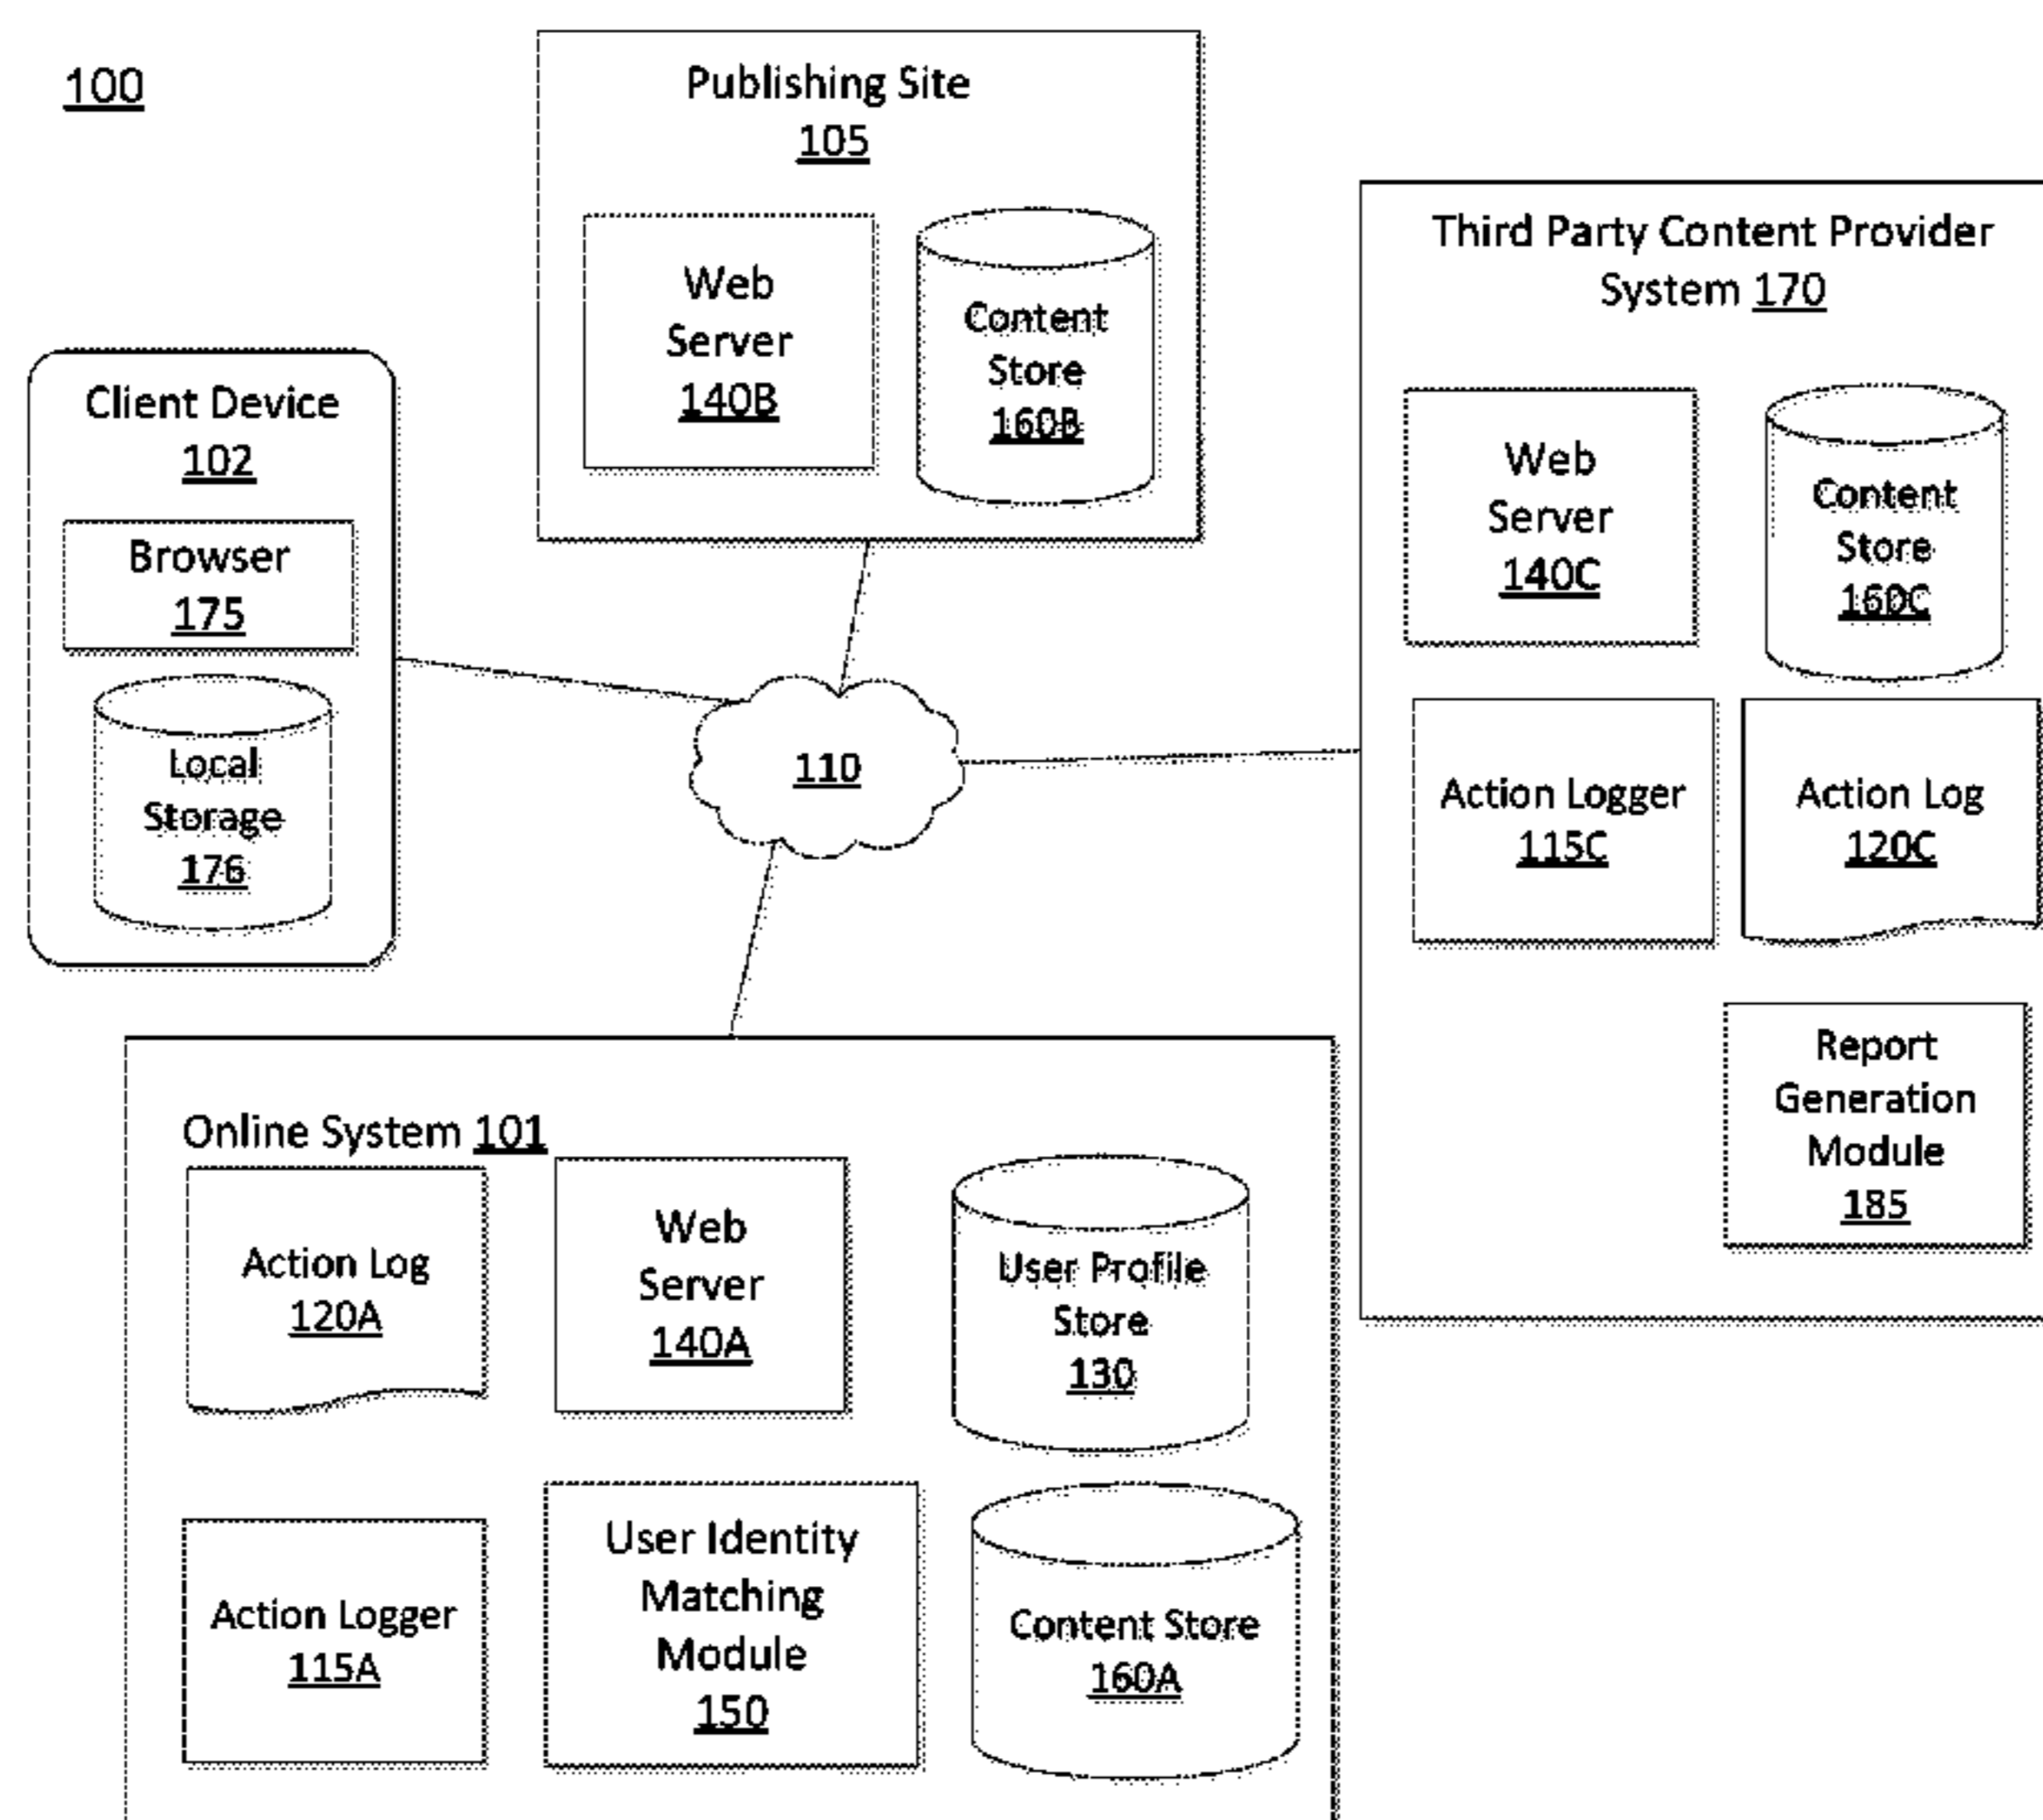 100
Publishing Site
105
Web
Server
140B
Content
Store
160B
Third Party Content Provider
System 170
Web
Server
140C
Content
Store
160C
Action Logger
115C
Action Log
120C
Report
Generation
Module
185
Client Device
102
Browser
175
Local
Storage
176
110
Online System 101
Action Log
120A
Web
Server
140A
User Profile
Store
130
Action Logger
115A
User Identity
Matching
Module
150
Content Store
160A